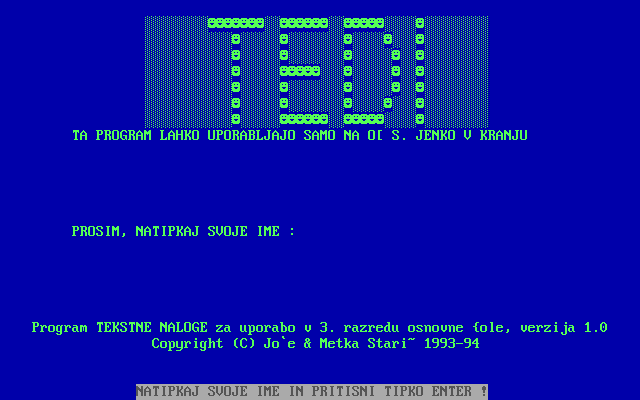 TEDI
TA PROGRAM LAHKO UPORABLJAJO SAMO NA O[ S. JENKO V KRANJU
PROSIM, NATIPKAJ SVOJE IME :
Program TEKSTNE NALOGE za uporabo v 3. razredu osnovne {ole, verzija 1.0
Copyright (C) Jo`e & Metka Stari~ 1993-94
NATIPKAJ SVOJE IME IN PRITISNI TIPKO ENTER !